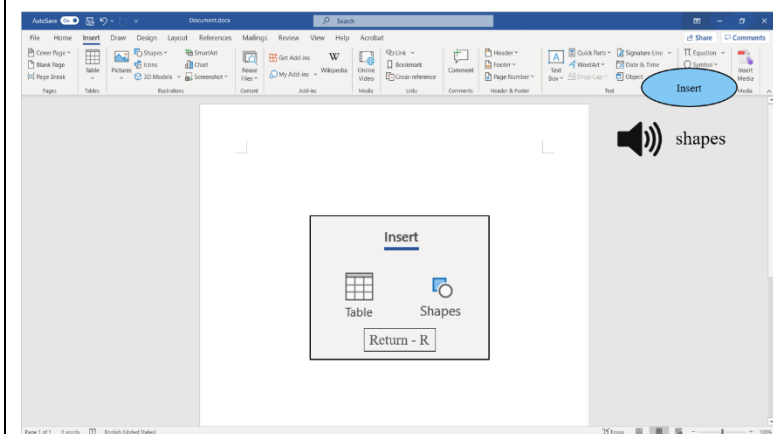 AutoSave On Document.docx Search
File Home Insert Draw Design Layout References Mailings Review View Help Acrobat Share Comments
Cover Page
Blank Page
Page Break
Pages
Table
Tables
Pictures
Shapes
Icons
3D Models
SmartArt
Chart
Screenshot
Illustrations
Reuse Files
Content
Get Add-ins
My Add-ins
Wikipedia
Add-ins
Online Video
Media
Link
Bookmark
Cross-reference
Links
Comment
Comments
Header
Footer
Page Number
Header & Footer
Text Box
Quick Parts
WordArt
Drop Cap
Signature Line
Date & Time
Object
Text
Equation
Symbol
Insert Media
Media
Insert
shapes
Insert
Table Shapes
Return - R
Page 1 of 1 0 words English (United States) Focus 100%